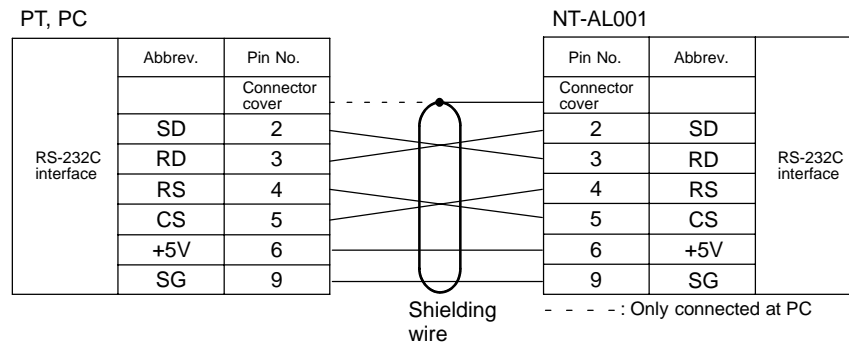 PT, PC
NT-AL001
Abbrev. Pin No.
Pin No. Abbrev.
Connector cover
Connector cover
RS-232C interface
RS-232C interface
SD 2
2 SD
RD 3
3 RD
RS 4
4 RS
CS 5
5 CS
+5V 6
6 +5V
SG 9
9 SG
Shielding wire
- - - - : Only connected at PC